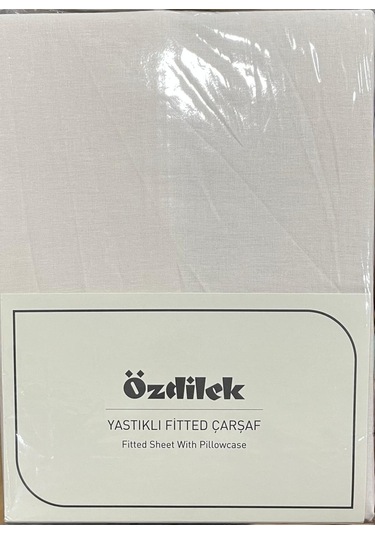 Özdilek
YASTIKLI FİTTED ÇARŞAF
Fitted Sheet With Pillowcase